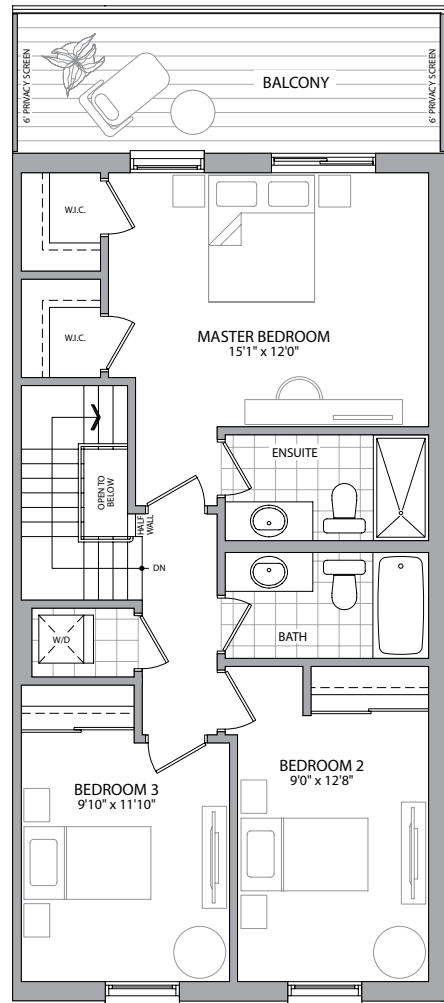 6' PRIVACY SCREEN
BALCONY
6' PRIVACY SCREEN
W.I.C.
W.I.C.
MASTER BEDROOM
15'1" x 12'0"
ENSUITE
OPEN TO
BELOW
HALF
WALL
DN
BATH
W/D
BEDROOM 2
9'0" x 12'8"
BEDROOM 3
9'10" x 11'10"